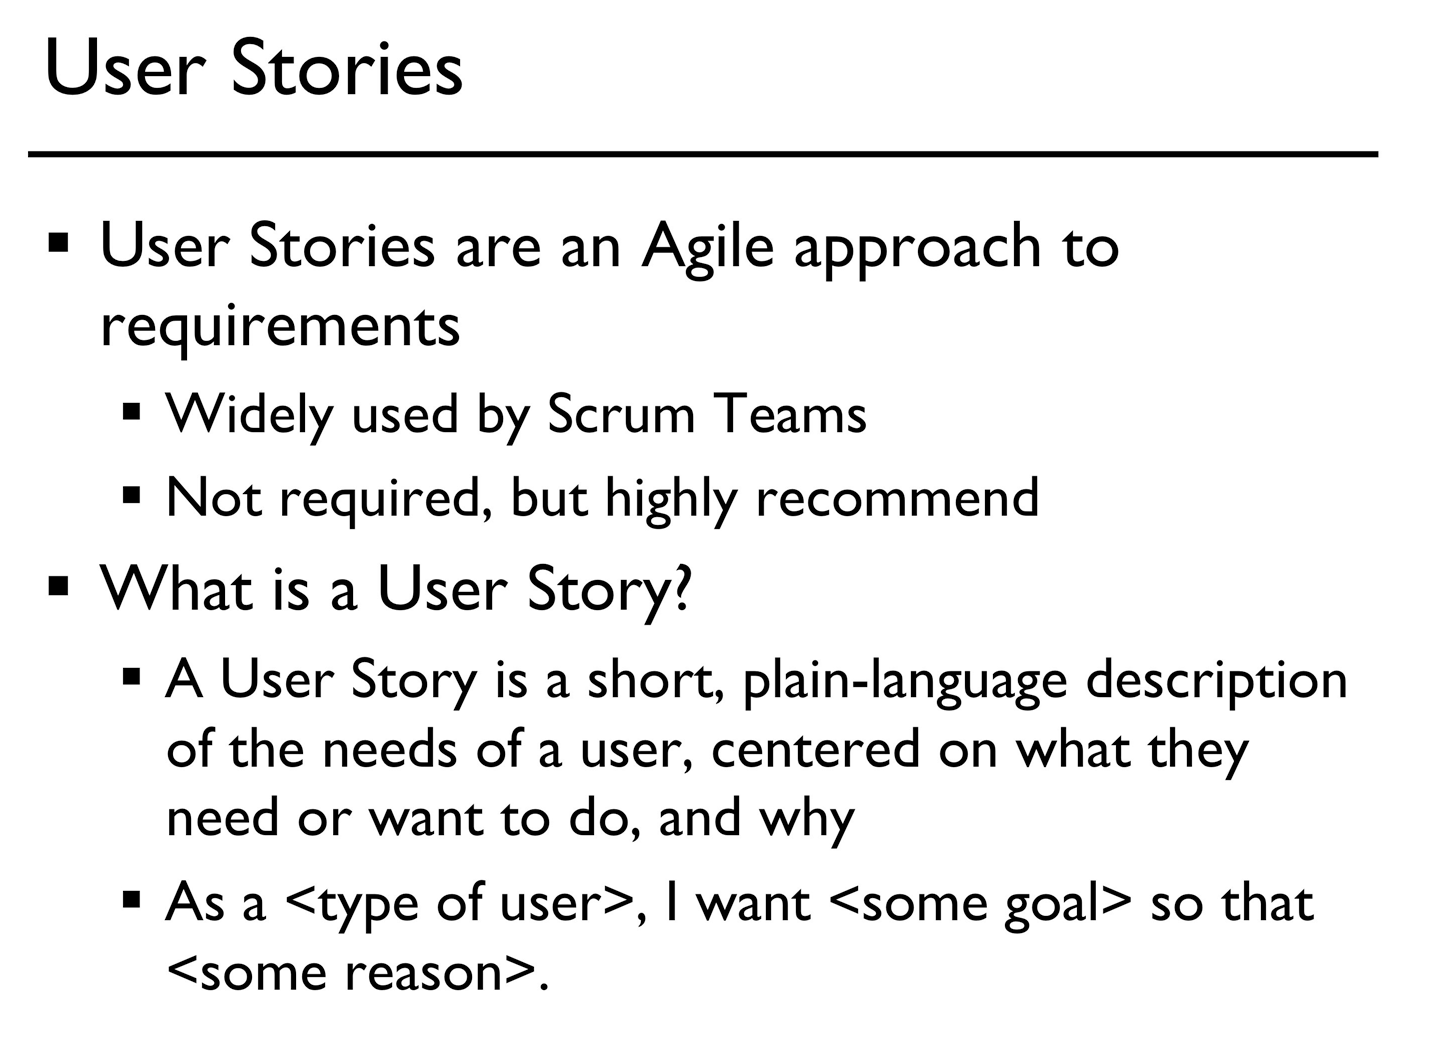 User Stories
▪ User Stories are an Agile approach to
requirements
▪ Widely used by Scrum Teams
▪ Not required, but highly recommend
▪ What is a User Story?
▪ A User Story is a short, plain-language description
of the needs of a user, centered on what they
need or want to do, and why
▪ As a <type of user>, I want <some goal> so that
<some reason>.